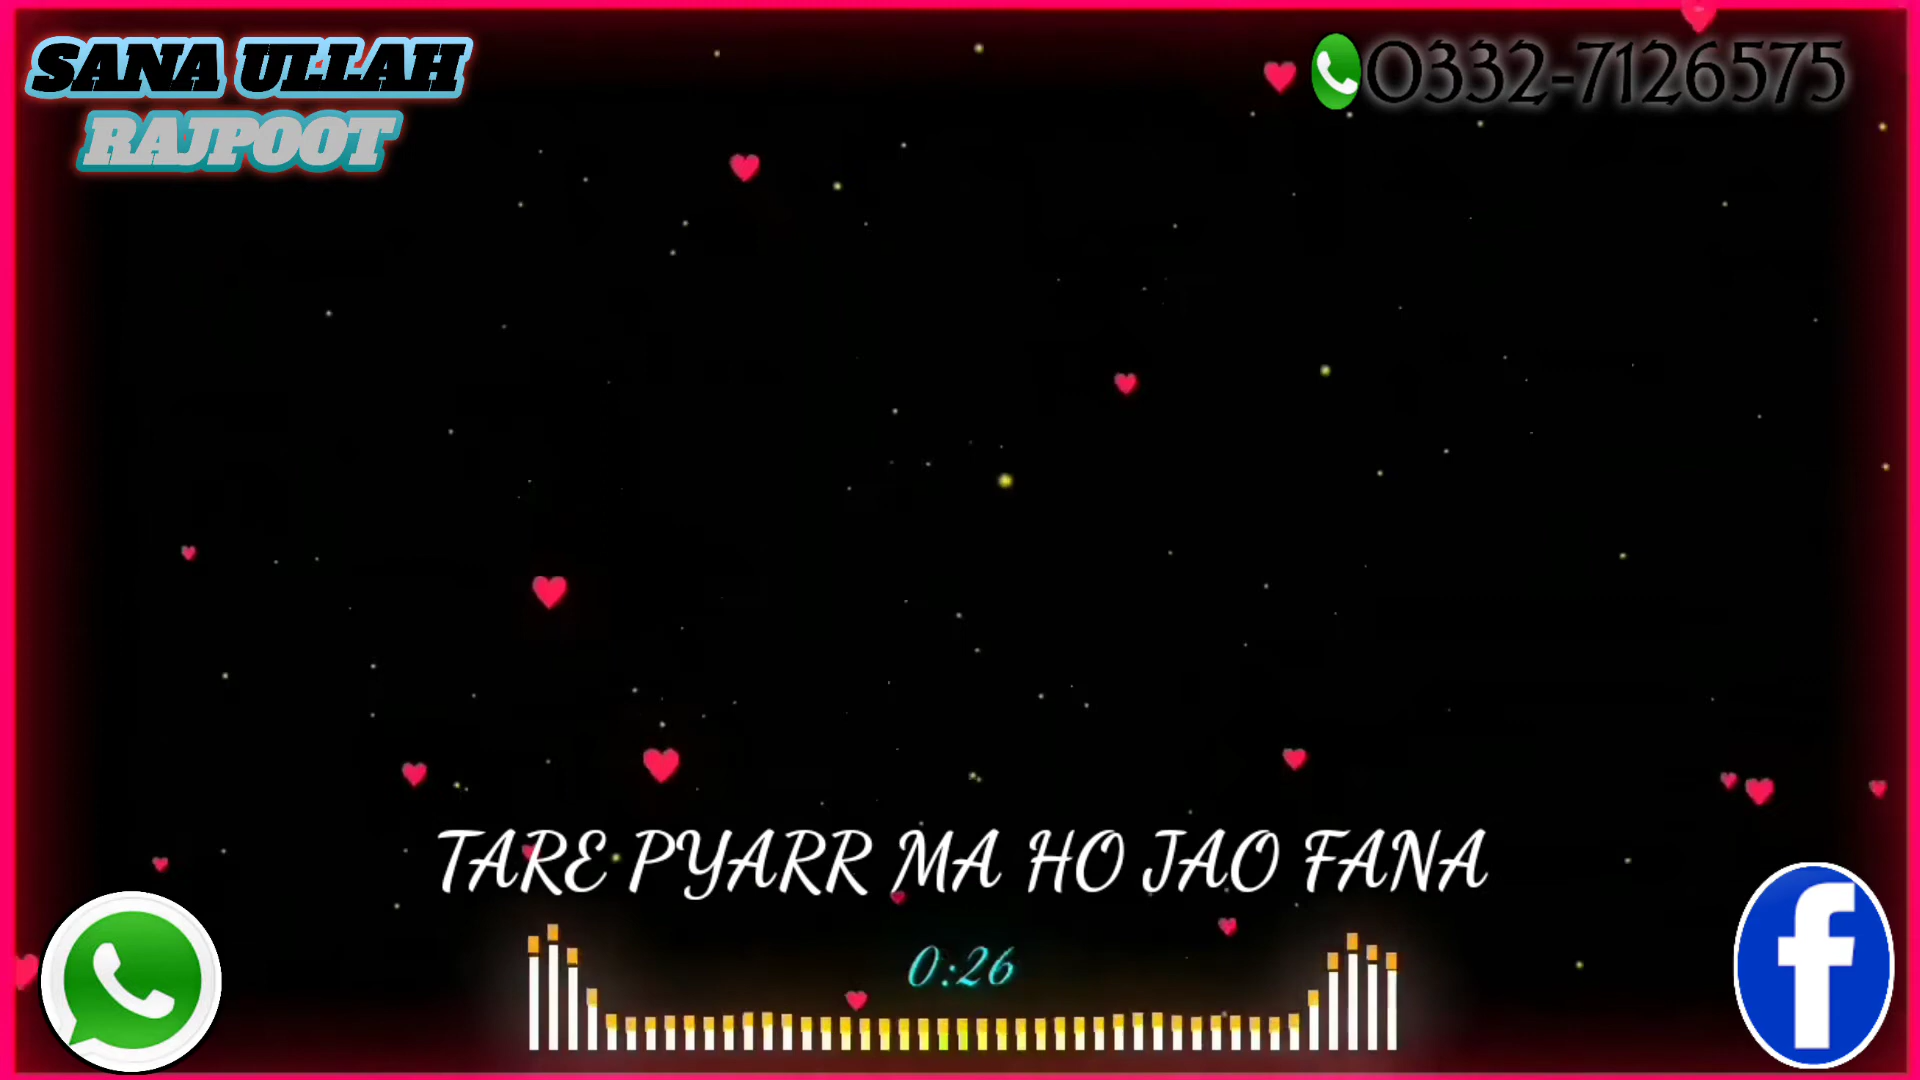 SANA ULLAH
RAJPOOT
0332-7126575
TARE PYARR MA HO JAO FANA
0:26